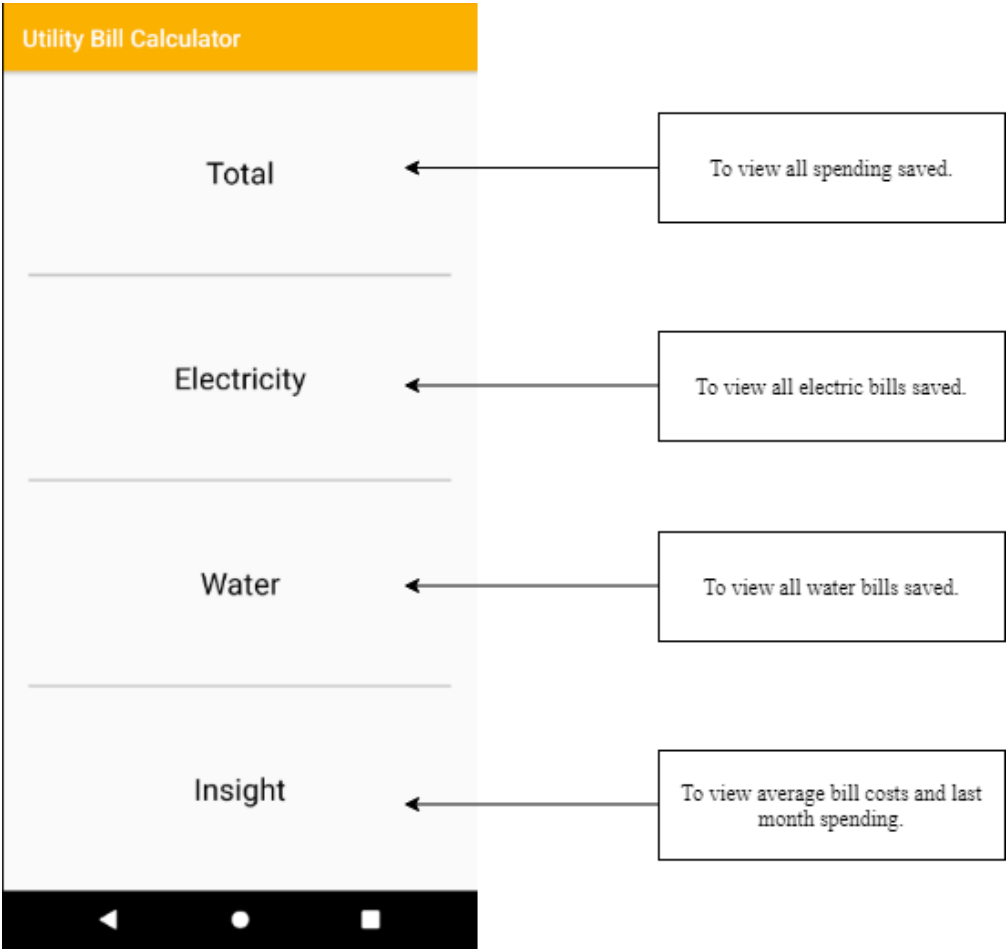 Utility Bill Calculator
Total
To view all spending saved.
Electricity
To view all electric bills saved.
Water
To view all water bills saved.
Insight
To view average bill costs and last
month spending.